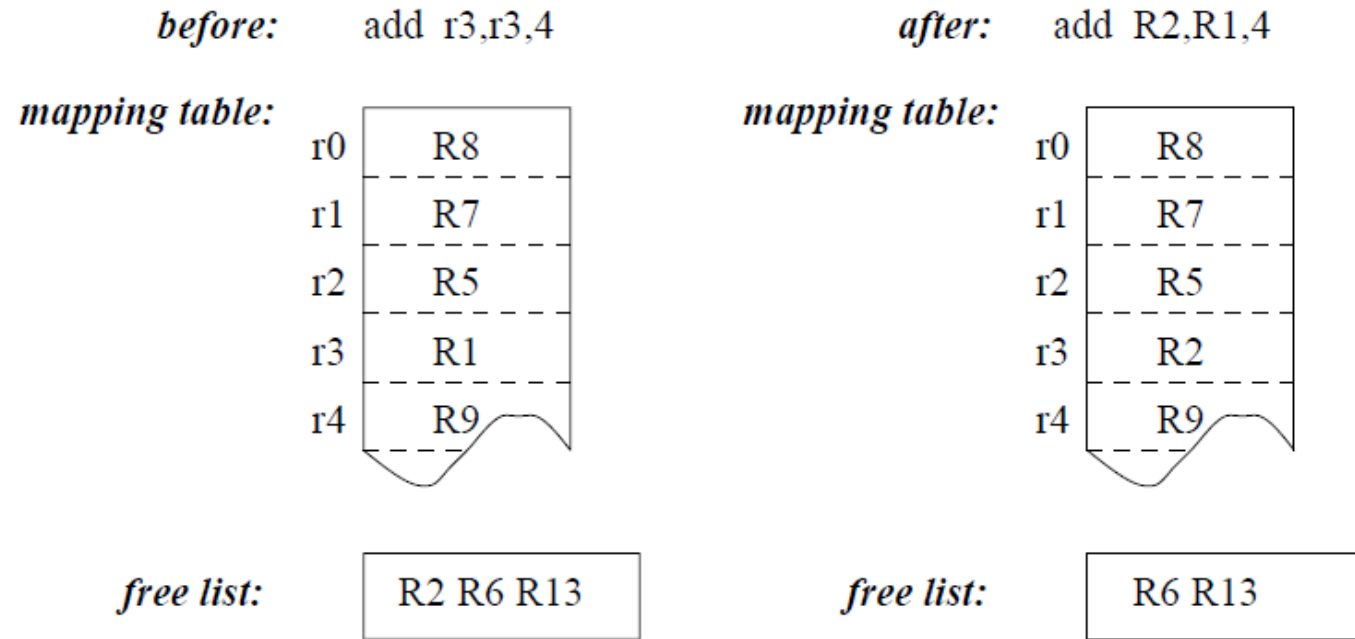 before: add r3,r3,4
mapping table:
r0 R8
r1 R7
r2 R5
r3 R1
r4 R9
free list: R2 R6 R13
after: add R2,R1,4
mapping table:
r0 R8
r1 R7
r2 R5
r3 R2
r4 R9
free list: R6 R13